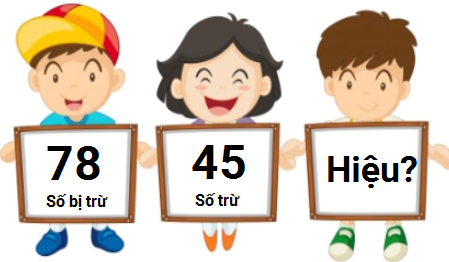 78
Số bị trừ
45
Số trừ
Hiệu?